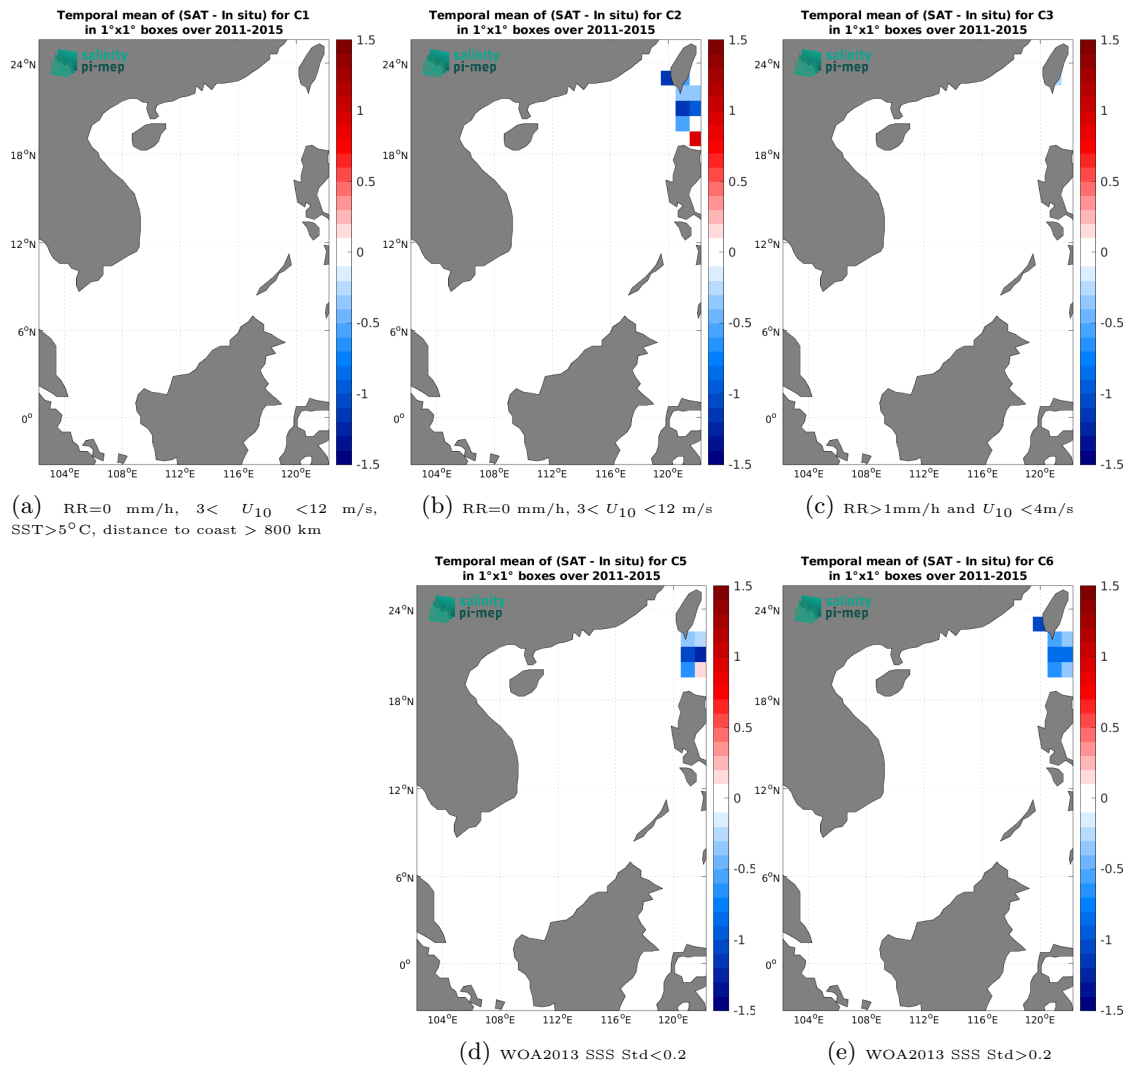 Temporal mean of (SAT - In situ) for C1
in 1°x1° boxes over 2011-2015
salinity
pi-mep
24°N
18°N
12°N
6°N
0°
104°E
108°E
112°E
116°E
120°E
1.5
1
0.5
0
-0.5
-1
-1.5
(a) RR=0 mm/h, 3< U10 <12 m/s,
SST>5°C, distance to coast > 800 km
Temporal mean of (SAT - In situ) for C2
in 1°x1° boxes over 2011-2015
salinity
pi-mep
24°N
18°N
12°N
6°N
0°
104°E
108°E
112°E
116°E
120°E
1.5
1
0.5
0
-0.5
-1
-1.5
(b) RR=0 mm/h, 3< U10 <12 m/s
Temporal mean of (SAT - In situ) for C3
in 1°x1° boxes over 2011-2015
salinity
pi-mep
24°N
18°N
12°N
6°N
0°
104°E
108°E
112°E
116°E
120°E
1.5
1
0.5
0
-0.5
-1
-1.5
(c) RR>1mm/h and U10 <4m/s
Temporal mean of (SAT - In situ) for C5
in 1°x1° boxes over 2011-2015
salinity
pi-mep
24°N
18°N
12°N
6°N
0°
104°E
108°E
112°E
116°E
120°E
1.5
1
0.5
0
-0.5
-1
-1.5
(d) WOA2013 SSS Std<0.2
Temporal mean of (SAT - In situ) for C6
in 1°x1° boxes over 2011-2015
salinity
pi-mep
24°N
18°N
12°N
6°N
0°
104°E
108°E
112°E
116°E
120°E
1.5
1
0.5
0
-0.5
-1
-1.5
(e) WOA2013 SSS Std>0.2